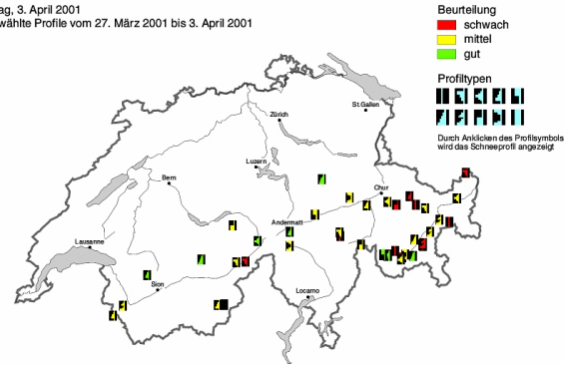 ag, 3. April 2001
wählte Profile vom 27. März 2001 bis 3. April 2001
Beurteilung
schwach
mittel
gut
Profiltypen
Durch Anklicken des Profilsymbols
wird das Schneeprofil angezeigt
St.Gallen
Zürich
Luzern
Bern
Chur
Andermatt
Lausanne
Sion
Locarno